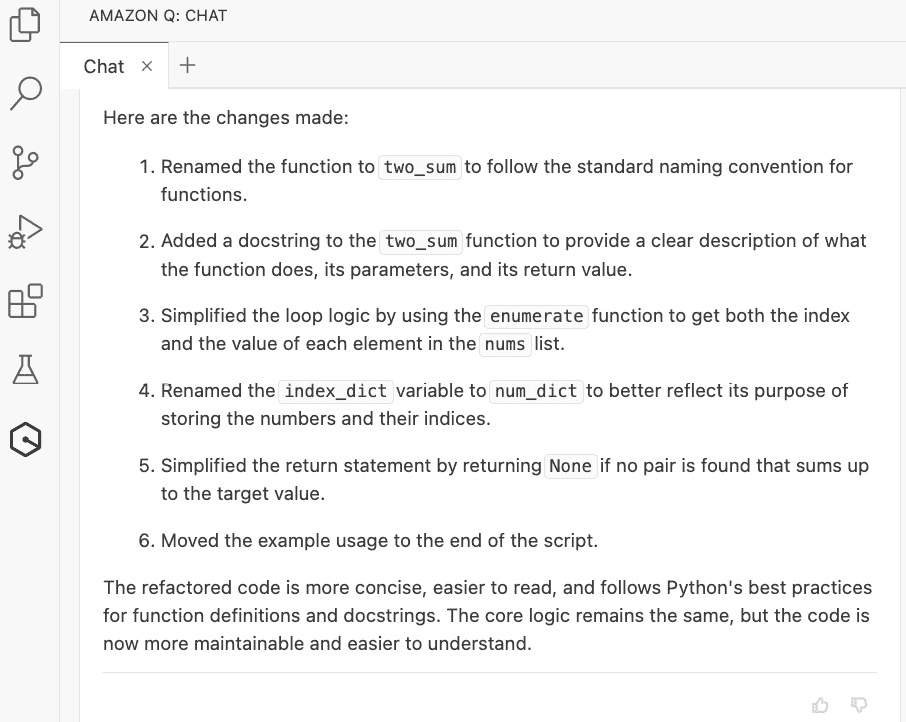 AMAZON Q: CHAT
Chat × +
Here are the changes made:
1. Renamed the function to two_sum to follow the standard naming convention for
functions.
2. Added a docstring to the two_sum function to provide a clear description of what
the function does, its parameters, and its return value.
3. Simplified the loop logic by using the enumerate function to get both the index
and the value of each element in the nums list.
4. Renamed the index_dict variable to num_dict to better reflect its purpose of
storing the numbers and their indices.
5. Simplified the return statement by returning None if no pair is found that sums up
to the target value.
6. Moved the example usage to the end of the script.
The refactored code is more concise, easier to read, and follows Python's best practices
for function definitions and docstrings. The core logic remains the same, but the code is
now more maintainable and easier to understand.